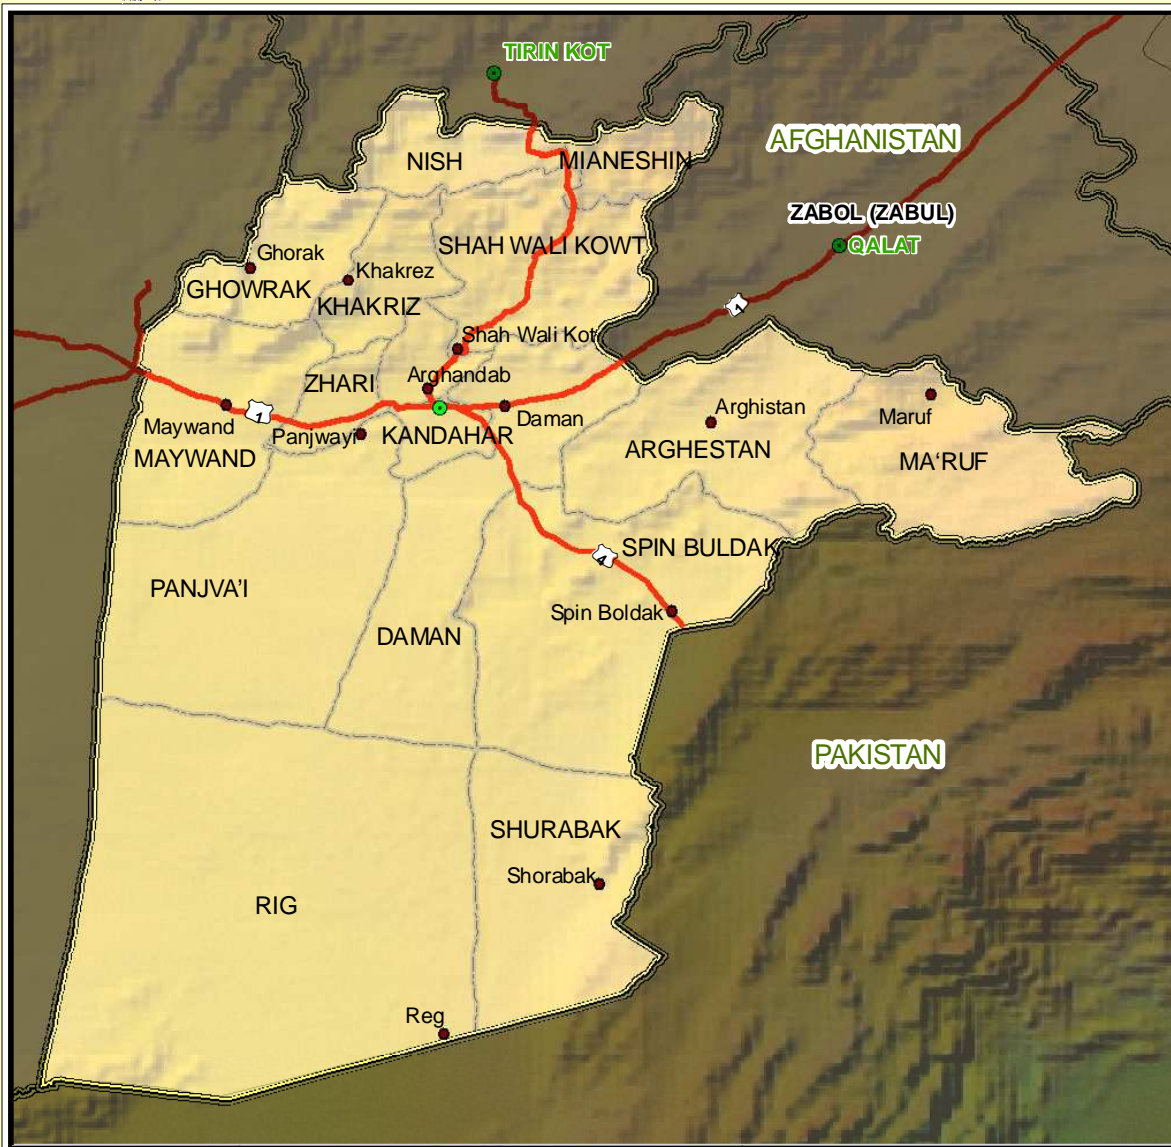 TIRIN KOT
AFGHANISTAN
NISH
MIANESHIN
ZABOL (ZABUL)
QALAT
SHAH WALI KOWT
Ghorak
Khakrez
GHOWRAK
KHAKRIZ
1
Shah Wali Kot
ZHARI
Arghandab
1
Maywand
Panjwayi
KANDAHAR
Daman
Arghistan
Maruf
MAYWAND
ARGHESTAN
MA'RUF
4
SPIN BULDAK
PANJVA'I
Spin Boldak
DAMAN
PAKISTAN
SHURABAK
Shorabak
RIG
Reg